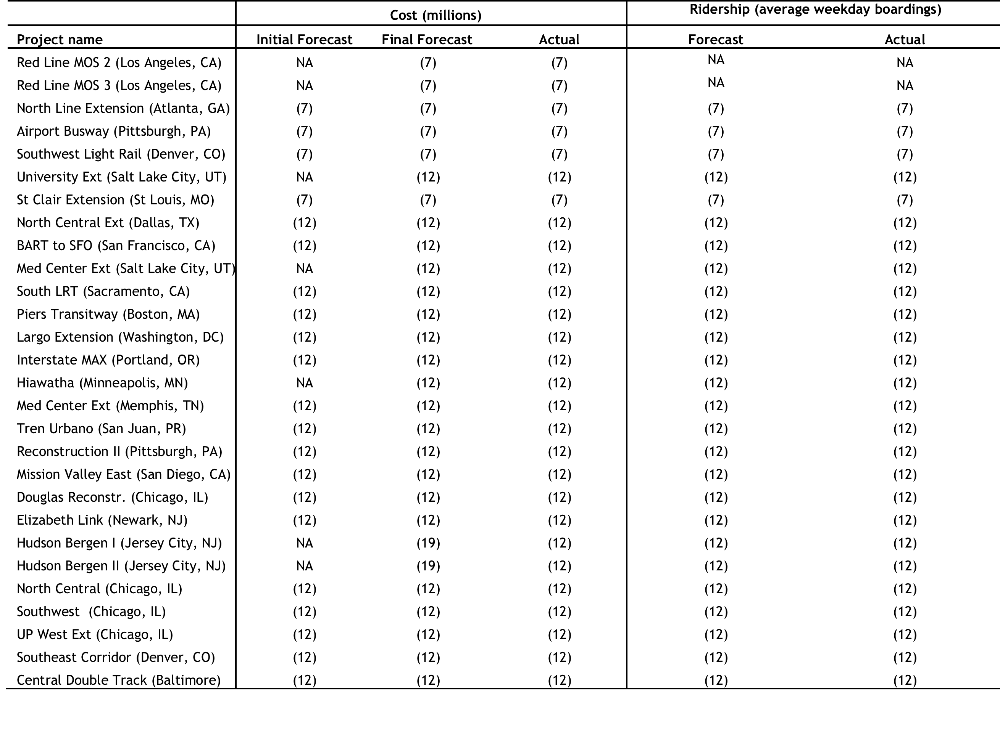 Cost (millions) Ridership (average weekday boardings)
Project name Initial Forecast Final Forecast Actual Forecast Actual
Red Line MOS 2 (Los Angeles, CA) NA (7) (7) NA NA
Red Line MOS 3 (Los Angeles, CA) NA (7) (7) NA NA
North Line Extension (Atlanta, GA) (7) (7) (7) (7) (7)
Airport Busway (Pittsburgh, PA) (7) (7) (7) (7) (7)
Southwest Light Rail (Denver, CO) (7) (7) (7) (7) (7)
University Ext (Salt Lake City, UT) NA (12) (12) (12) (12)
St Clair Extension (St Louis, MO) (7) (7) (7) (7) (7)
North Central Ext (Dallas, TX) (12) (12) (12) (12) (12)
BART to SFO (San Francisco, CA) (12) (12) (12) (12) (12)
Med Center Ext (Salt Lake City, UT) NA (12) (12) (12) (12)
South LRT (Sacramento, CA) (12) (12) (12) (12) (12)
Piers Transitway (Boston, MA) (12) (12) (12) (12) (12)
Largo Extension (Washington, DC) (12) (12) (12) (12) (12)
Interstate MAX (Portland, OR) (12) (12) (12) (12) (12)
Hiawatha (Minneapolis, MN) NA (12) (12) (12) (12)
Med Center Ext (Memphis, TN) (12) (12) (12) (12) (12)
Tren Urbano (San Juan, PR) (12) (12) (12) (12) (12)
Reconstruction II (Pittsburgh, PA) (12) (12) (12) (12) (12)
Mission Valley East (San Diego, CA) (12) (12) (12) (12) (12)
Douglas Reconstr. (Chicago, IL) (12) (12) (12) (12) (12)
Elizabeth Link (Newark, NJ) (12) (12) (12) (12) (12)
Hudson Bergen I (Jersey City, NJ) NA (19) (12) (12) (12)
Hudson Bergen II (Jersey City, NJ) NA (19) (12) (12) (12)
North Central (Chicago, IL) (12) (12) (12) (12) (12)
Southwest (Chicago, IL) (12) (12) (12) (12) (12)
UP West Ext (Chicago, IL) (12) (12) (12) (12) (12)
Southeast Corridor (Denver, CO) (12) (12) (12) (12) (12)
Central Double Track (Baltimore) (12) (12) (12) (12) (12)